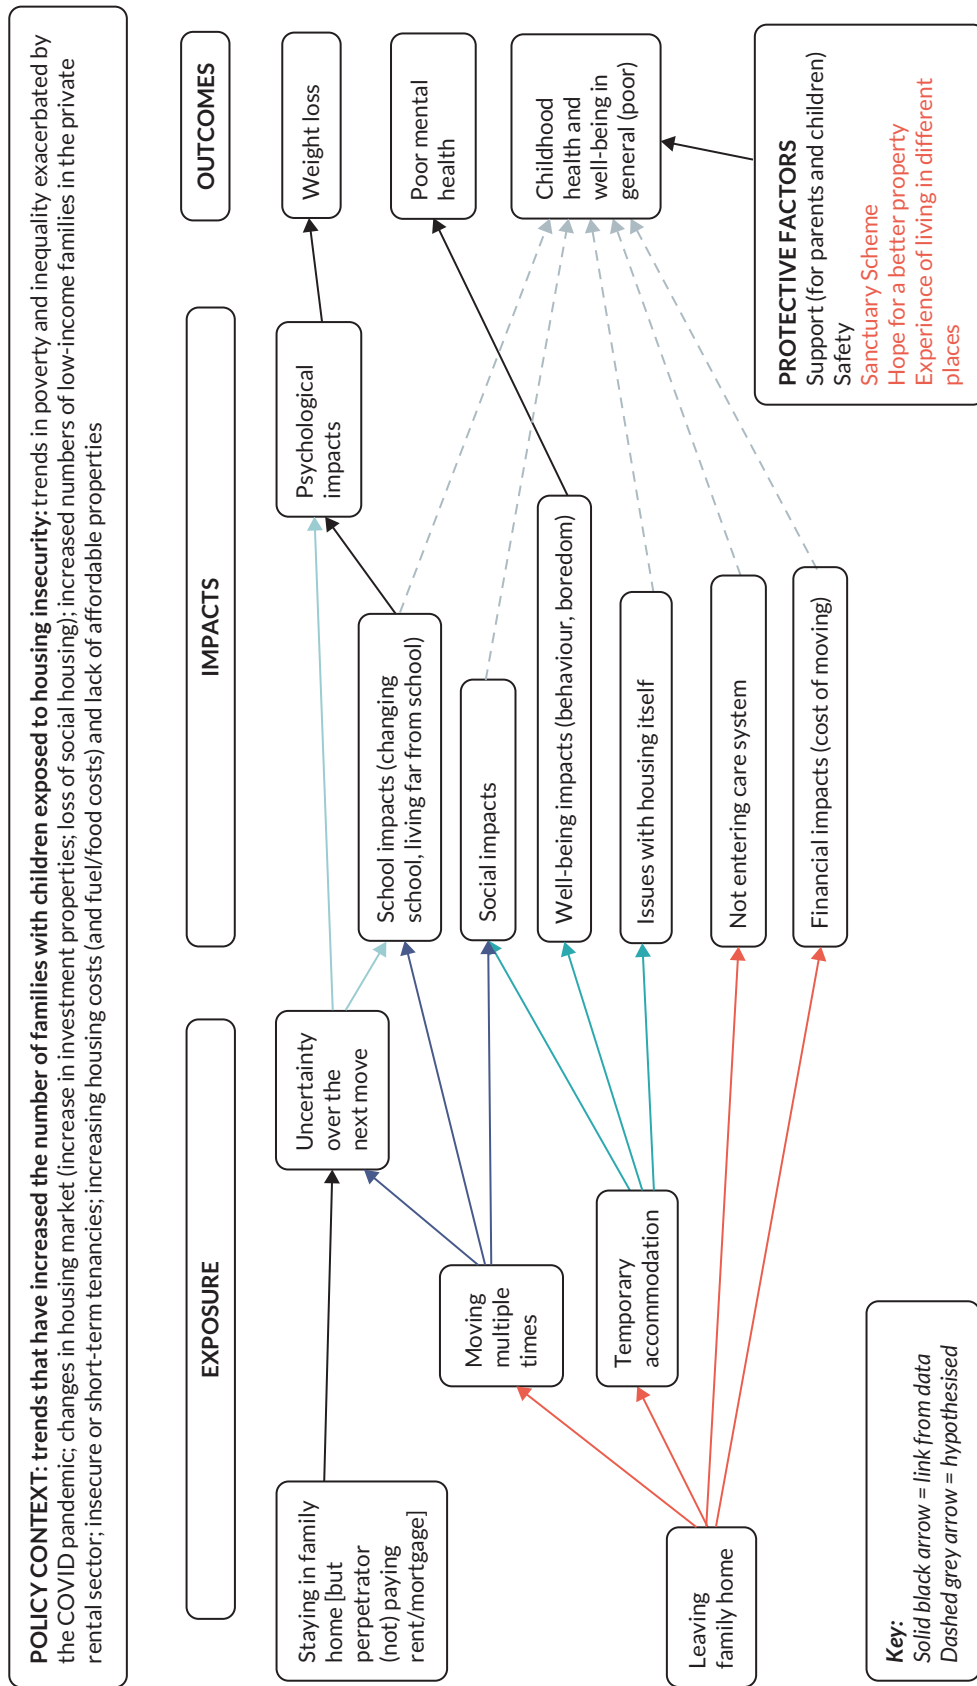 POLICY CONTEXT: trends that have increased the number of families with children exposed to housing insecurity: trends in poverty and inequality exacerbated by
the COVID pandemic; changes in housing market (increase in investment properties; loss of social housing); increased numbers of low-income families in the private
rental sector; insecure or short-term tenancies; increasing housing costs (and fuel/food costs) and lack of affordable properties
EXPOSURE
IMPACTS
OUTCOMES
Staying in family
home [but
perpetrator
(not) paying
rent/mortgage]
Leaving
family home
Moving
multiple
times
Temporary
accommodation
Uncertainty
over the
next move
Psychological
impacts
School impacts (changing
school, living far from school)
Social impacts
Well-being impacts (behaviour, boredom)
Issues with housing itself
Not entering care system
Financial impacts (cost of moving)
Weight loss
Poor mental
health
Childhood
health and
well-being in
general (poor)
PROTECTIVE FACTORS
Support (for parents and children)
Safety
Sanctuary Scheme
Hope for a better property
Experience of living in different
places
Key:
Solid black arrow = link from data
Dashed grey arrow = hypothesised